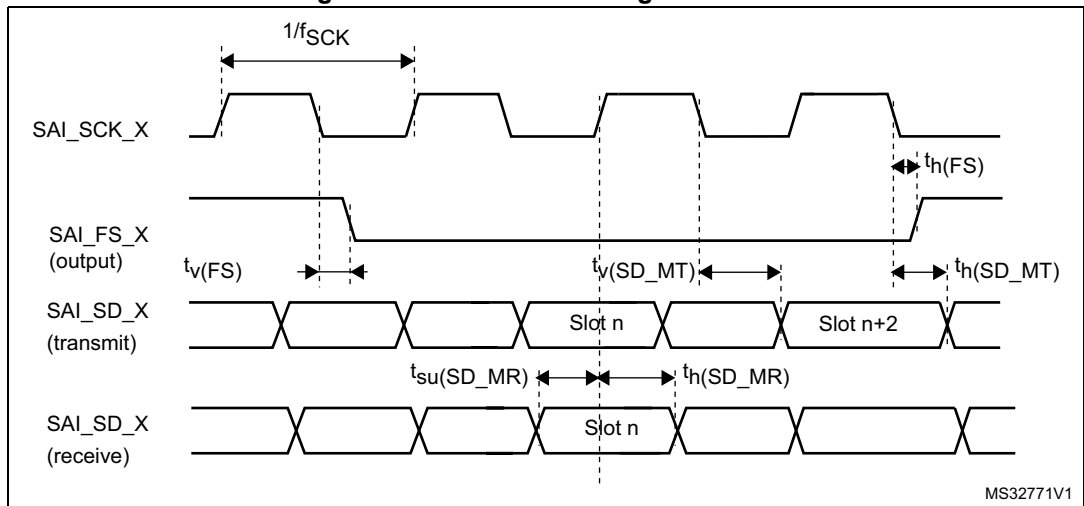 1/fSCK
SAI_SCK_X
th(FS)
SAI_FS_X
(output)
tv(FS)
tv(SD_MT)
th(SD_MT)
SAI_SD_X
(transmit)
Slot n
Slot n+2
tsu(SD_MR)
th(SD_MR)
SAI_SD_X
(receive)
Slot n
MS32771V1